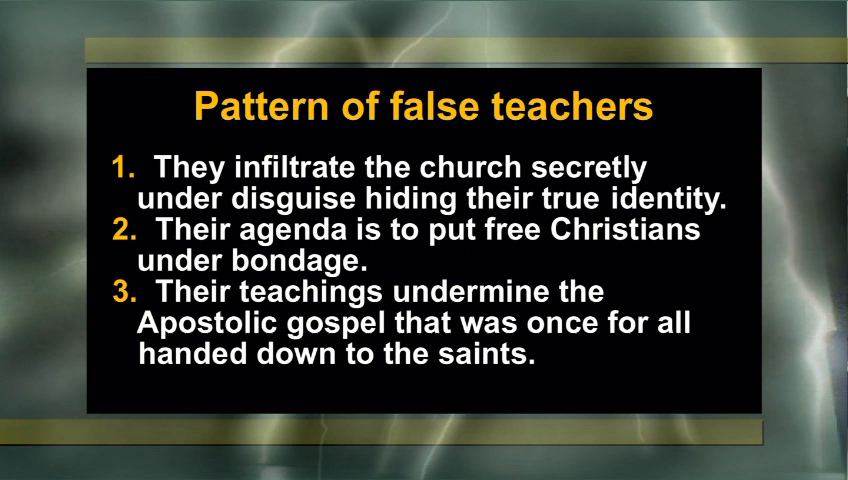 Pattern of false teachers
1. They infiltrate the church secretly
under disguise hiding their true identity.
2. Their agenda is to put free Christians
under bondage.
3. Their teachings undermine the
Apostolic gospel that was once for all
handed down to the saints.